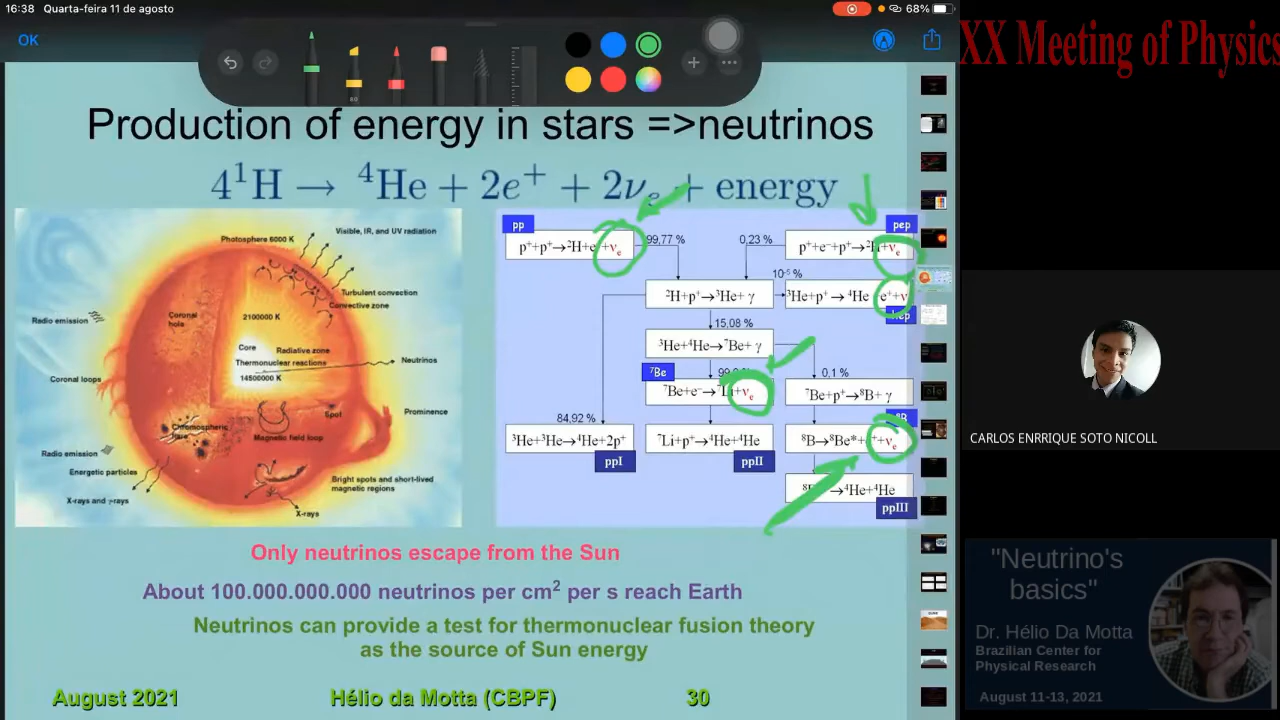 16:38 Quarta-feira 11 de agosto
68%
OK
80
XX Meeting of Physics
Production of energy in stars =>neutrinos
4¹H → ⁴He + 2e⁺ + 2νₑ + energy
Photosphere 6000 K
Visible, IR, and UV radiation
Turbulent convection
Convective zone
2100000 K
Coronal
hole
Radio emission
Core
Radiative zone
Thermonuclear reactions
14500000 K
Neutrinos
Coronal loops
Spot
Prominence
Chromospheric
Magnetic field loop
Radio emission
Energetic particles
X-rays and γ-rays
Bright spots and short-lived
magnetic regions
X-rays
pp
p⁺+p⁺→²H+e⁺+νₑ
99,77 %
0,23 %
pep
p⁺+e⁻+p⁺→²H+νₑ
²H+p⁺→³He+ γ
10⁻⁵ %
³He+p⁺→ ⁴He e⁺+ν
hep
15,08 %
³He+⁴He→⁷Be+ γ
⁷Be
0,1 %
⁷Be+e⁻→⁷Li+νₑ
⁷Be+p⁺→⁸B+ γ
84,92 %
⁸B
³He+³He→⁴He+2p⁺
⁷Li+p⁺→⁴He+⁴He
⁸B→⁸Be*+e⁺+νₑ
ppI
ppII
→⁴He+⁴He
ppIII
Only neutrinos escape from the Sun
About 100.000.000.000 neutrinos per cm² per s reach Earth
Neutrinos can provide a test for thermonuclear fusion theory
as the source of Sun energy
August 2021
Hélio da Motta (CBPF)
30
CARLOS ENRRIQUE SOTO NICOLL
"Neutrino's
basics"
Dr. Hélio Da Motta
Brazilian Center for
Physical Research
August 11-13, 2021